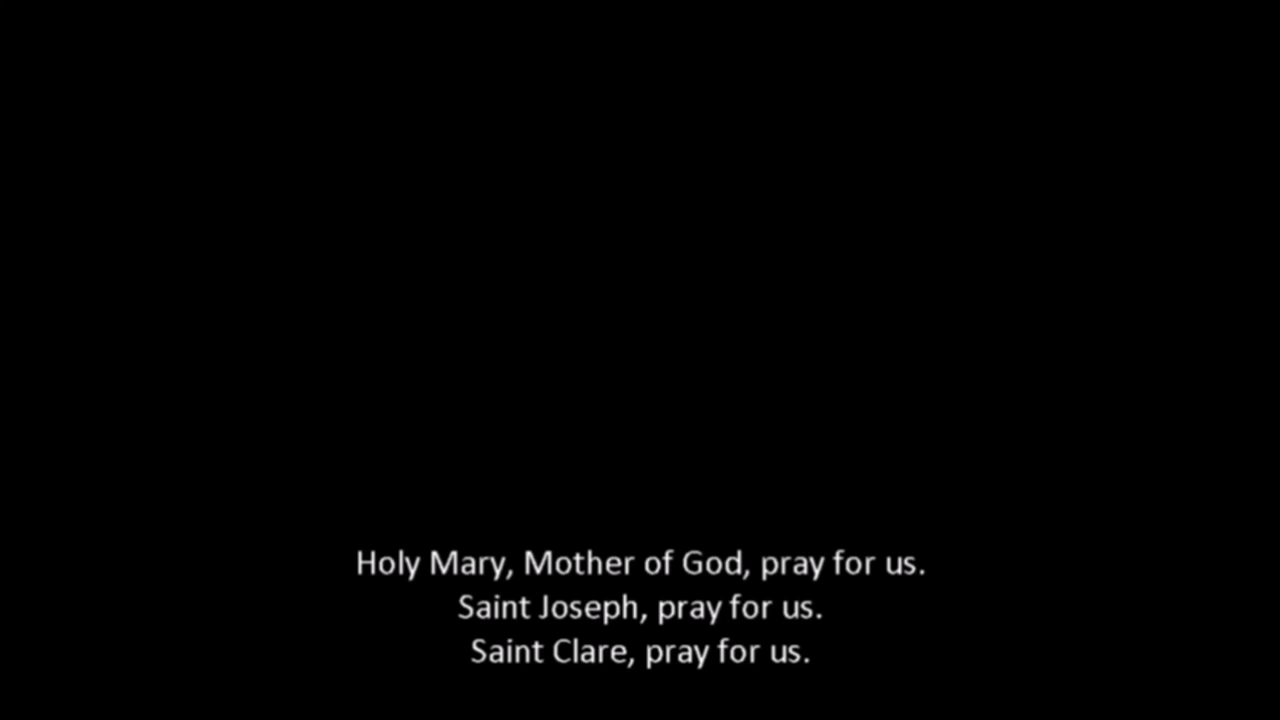 Holy Mary, Mother of God, pray for us.
Saint Joseph, pray for us.
Saint Clare, pray for us.